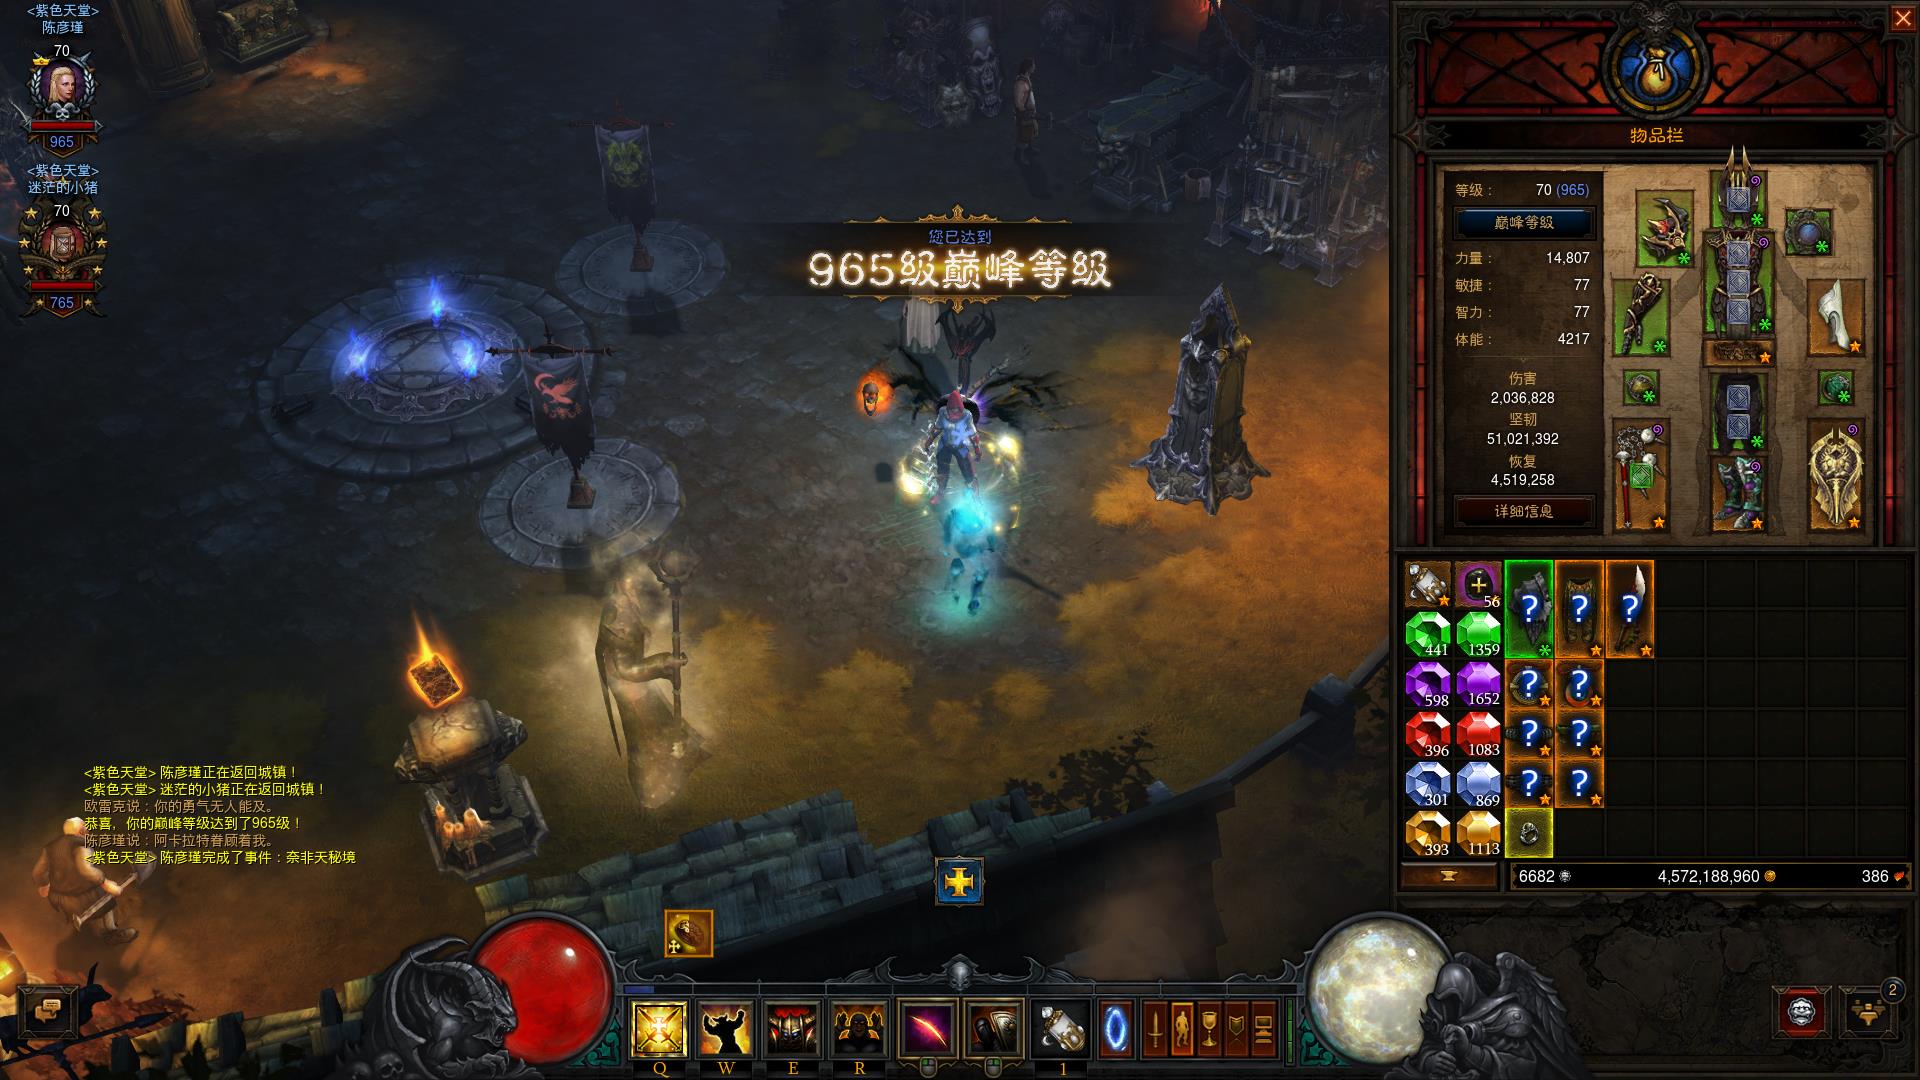 <紫色天堂>
陈彦瑾
70
965
<紫色天堂>
迷茫的小猪
70
765
您已达到
965级巅峰等级
物品栏
等级： 70 (965)
巅峰等级
力量： 14,807
敏捷： 77
智力： 77
体能： 4217
伤害
2,036,828
坚韧
51,021,392
恢复
4,519,258
详细信息
56
441 1359
598 1652
396 1083
301 869
393 1113
? ? ?
? ?
? ?
? ?
6682 4,572,188,960 386
<紫色天堂> 陈彦瑾正在返回城镇！
<紫色天堂> 迷茫的小猪正在返回城镇！
欧雷克说：你的勇气无人能及。
恭喜，你的巅峰等级达到了965级！
陈彦瑾说：阿卡拉特眷顾着我。
<紫色天堂> 陈彦瑾完成了事件：奈非天秘境
Q W E R 1
2